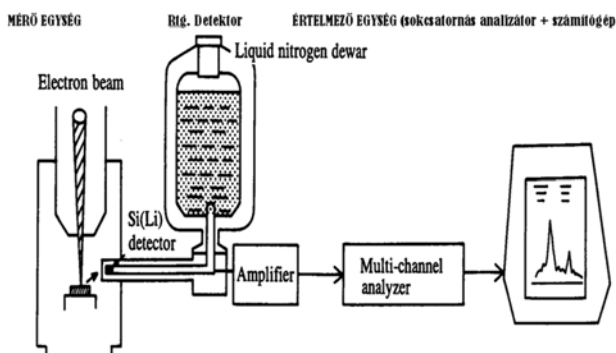 MÉRŐ EGYSÉG
Rtg. Detektor
ÉRTELMEZŐ EGYSÉG (sokcsatornás analizátor + számítógép
Liquid nitrogen dewar
Electron beam
Si(Li)
detector
Amplifier
Multi-channel
analyzer